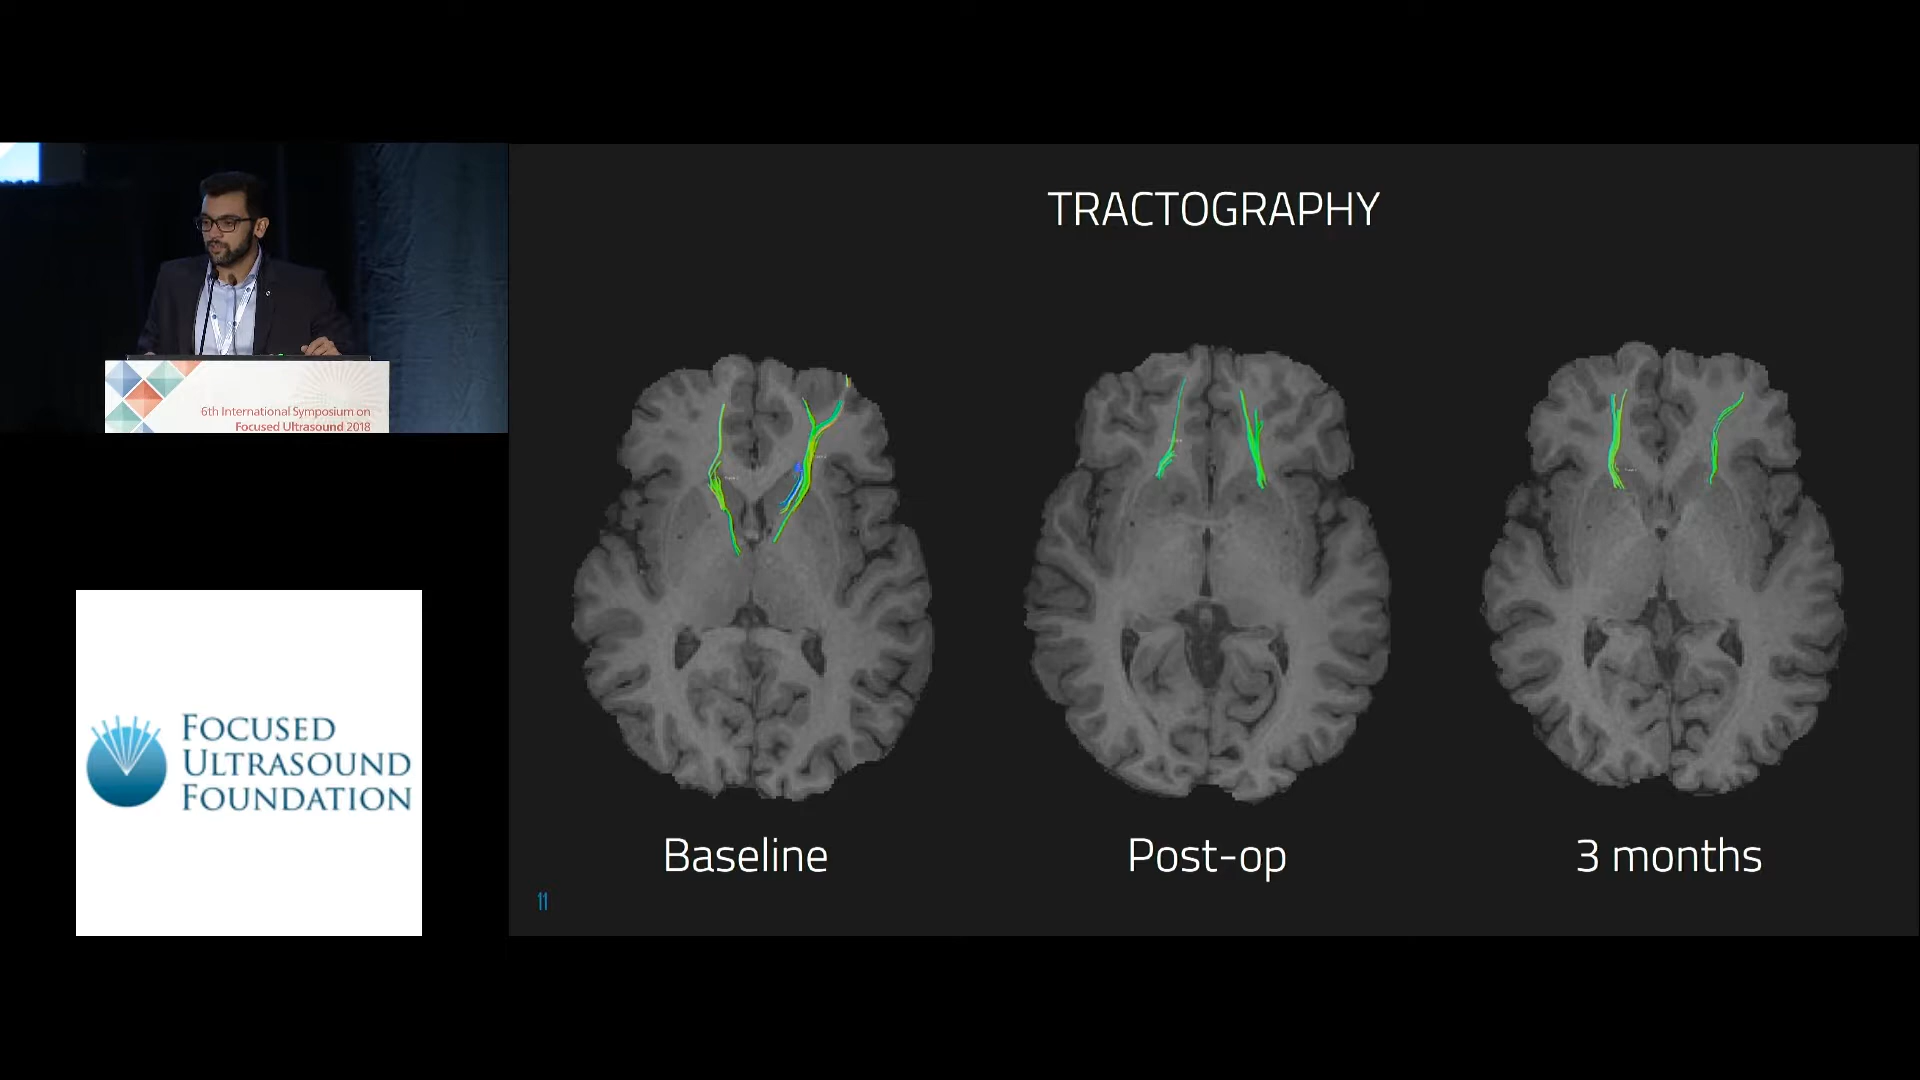 TRACTOGRAPHY
6th International Symposium on
Focused Ultrasound 2018
FOCUSED
ULTRASOUND
FOUNDATION
Baseline
Post-op
3 months
11